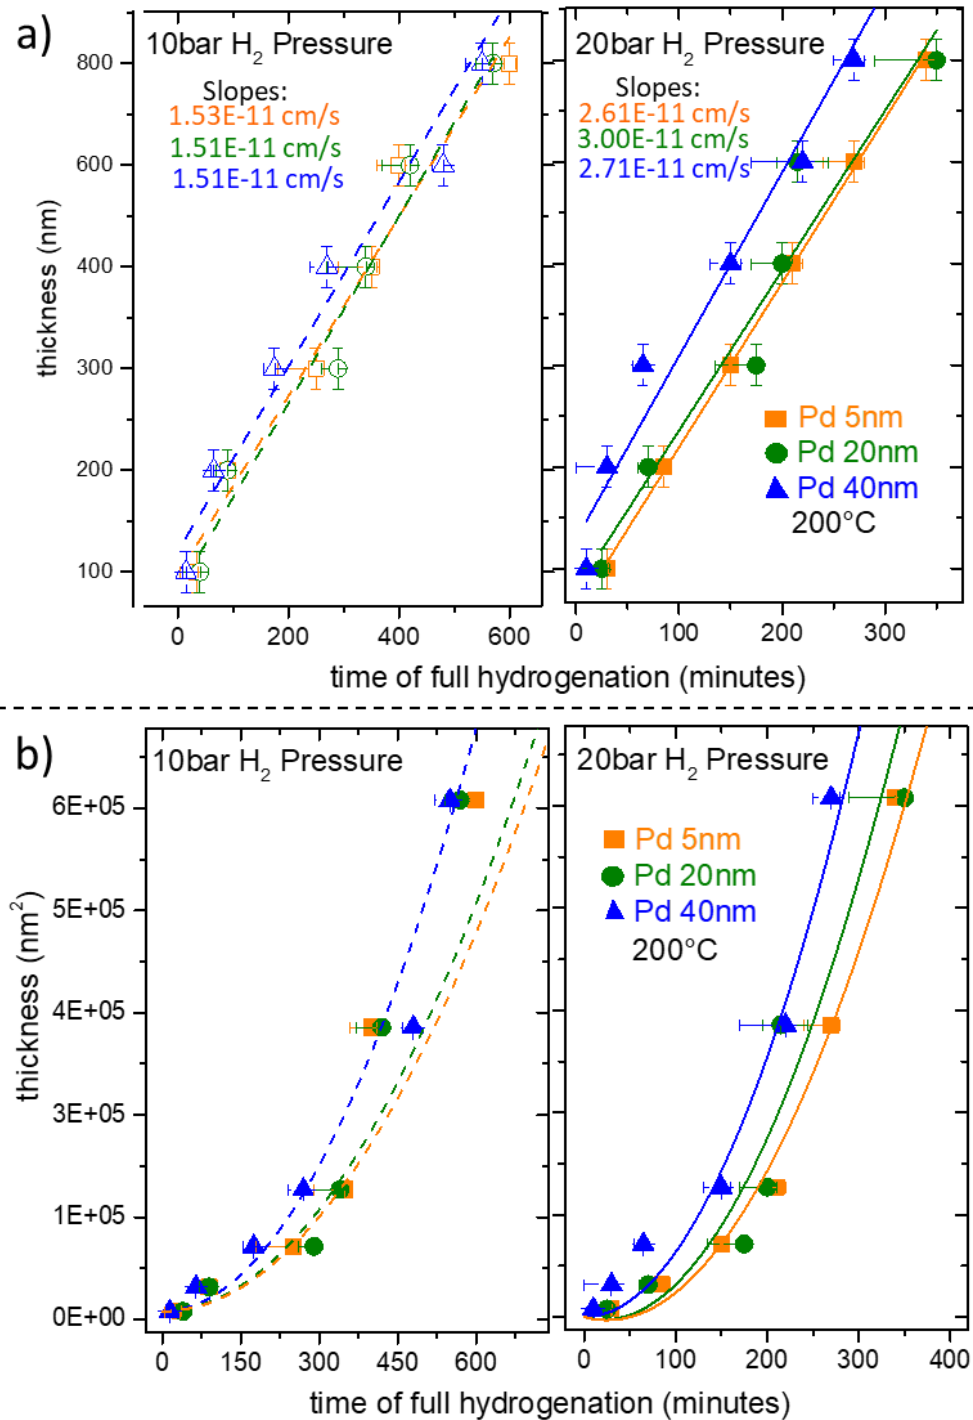 a)
10bar H₂ Pressure
Slopes:
1.53E-11 cm/s
1.51E-11 cm/s
1.51E-11 cm/s
20bar H₂ Pressure
Slopes:
2.61E-11 cm/s
3.00E-11 cm/s
2.71E-11 cm/s
Pd 5nm
Pd 20nm
Pd 40nm
200°C
thickness (nm)
800
600
400
300
200
100
0 200 400 600
0 100 200 300
time of full hydrogenation (minutes)
b)
10bar H₂ Pressure
20bar H₂ Pressure
Pd 5nm
Pd 20nm
Pd 40nm
200°C
thickness (nm²)
6E+05
5E+05
4E+05
3E+05
1E+05
0E+00
0 150 300 450 600
0 100 200 300 400
time of full hydrogenation (minutes)